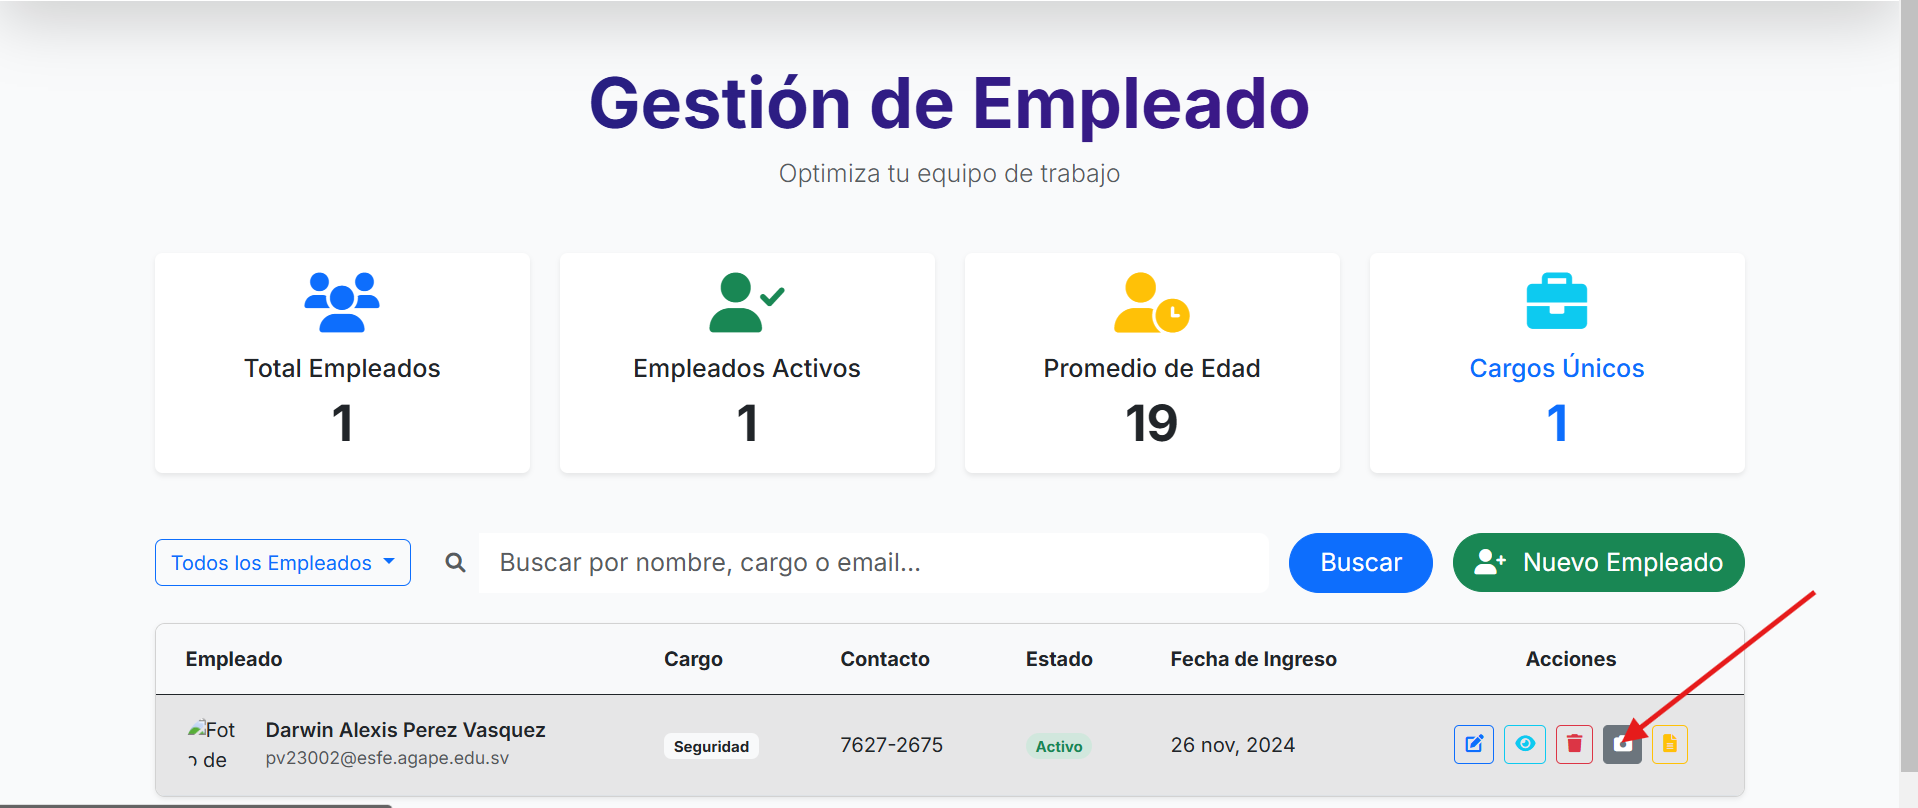 Gestión de Empleado
Optimiza tu equipo de trabajo
Total Empleados
1
Empleados Activos
1
Promedio de Edad
19
Cargos Únicos
1
Todos los Empleados
Buscar por nombre, cargo o email...
Buscar
Nuevo Empleado
Empleado Cargo Contacto Estado Fecha de Ingreso Acciones
Fot
o de
Darwin Alexis Perez Vasquez
pv23002@esfe.agape.edu.sv
Seguridad
7627-2675
Activo
26 nov, 2024